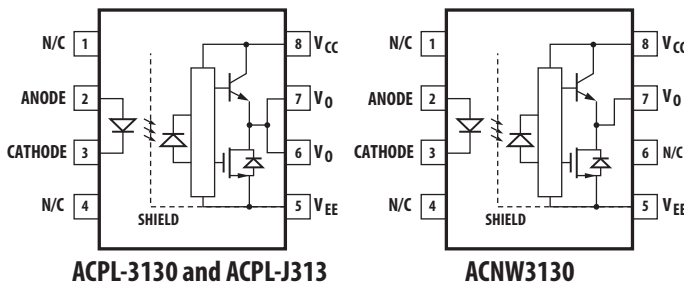 N/C 1 8 VCC
ANODE 2 7 VO
CATHODE 3 6 VO
N/C 4 5 VEE
SHIELD
ACPL-3130 and ACPL-J313
N/C 1 8 VCC
ANODE 2 7 VO
CATHODE 3 6 N/C
N/C 4 5 VEE
SHIELD
ACNW3130